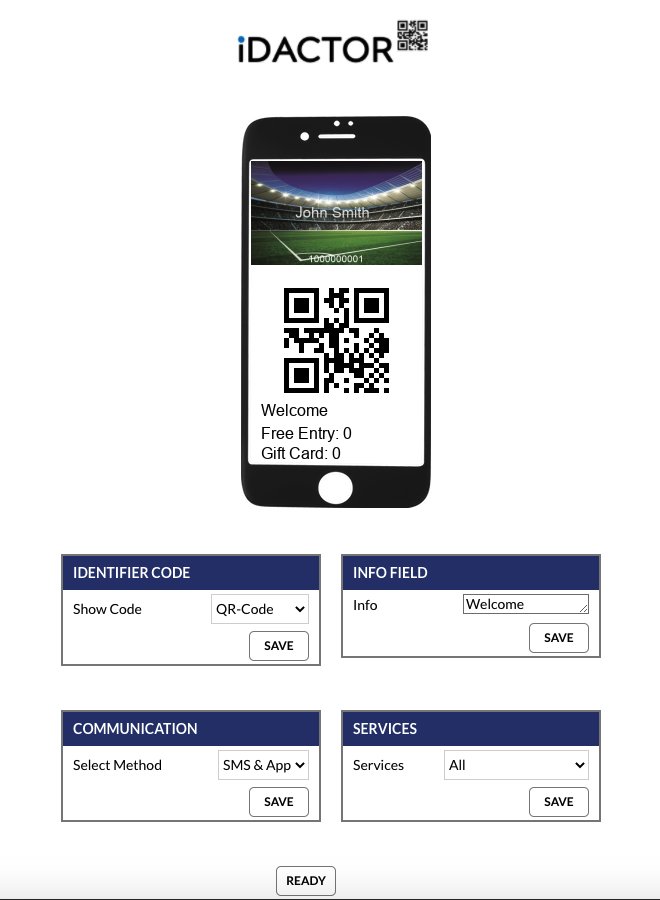 iDACTOR
John Smith
1000000001
Welcome
Free Entry: 0
Gift Card: 0
IDENTIFIER CODE
Show Code QR-Code
SAVE
INFO FIELD
Info Welcome
SAVE
COMMUNICATION
Select Method SMS & App
SAVE
SERVICES
Services All
SAVE
READY